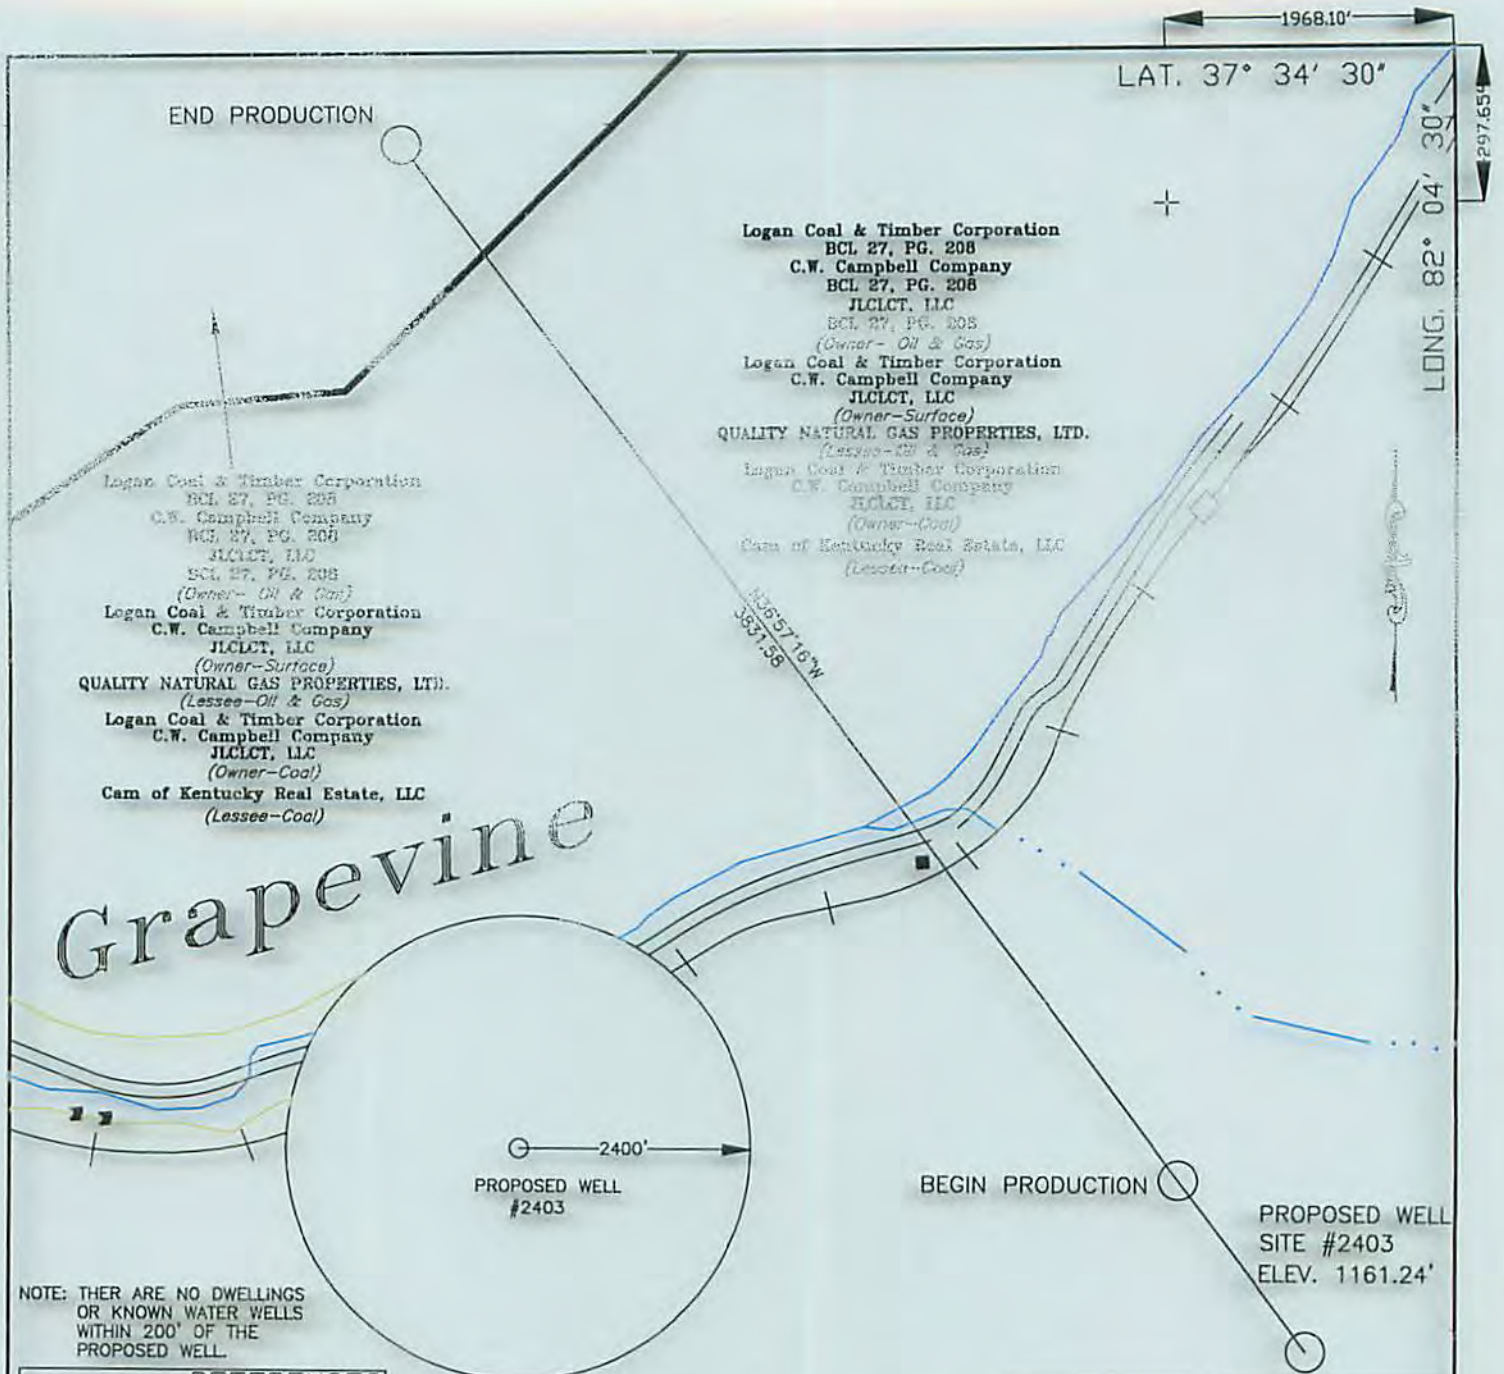 1968.10'
LAT. 37° 34' 30"
297.65'
LONG. 82° 04' 30"
END PRODUCTION
Logan Coal & Timber Corporation
BCL 27, PG. 208
C.W. Campbell Company
BCL 27, PG. 208
JLCLCT, LLC
BCL 27, PG. 208
(Owner- Oil & Gas)
Logan Coal & Timber Corporation
C.W. Campbell Company
JLCLCT, LLC
(Owner-Surface)
QUALITY NATURAL GAS PROPERTIES, LTD.
(Lessee-Oil & Gas)
Logan Coal & Timber Corporation
C.W. Campbell Company
JLCLCT, LLC
(Owner-Coal)
Cam of Kentucky Real Estate, LLC
(Lessee-Coal)
Logan Coal & Timber Corporation
BCL 27, PG. 208
C.W. Campbell Company
BCL 27, PG. 208
JLCLCT, LLC
BCL 27, PG. 208
(Owner- Oil & Gas)
Logan Coal & Timber Corporation
C.W. Campbell Company
JLCLCT, LLC
(Owner-Surface)
QUALITY NATURAL GAS PROPERTIES, LTD.
(Lessee-Oil & Gas)
Logan Coal & Timber Corporation
C.W. Campbell Company
JLCLCT, LLC
(Owner-Coal)
Cam of Kentucky Real Estate, LLC
(Lessee-Coal)
N36°57'16"W
3831.58
Grapevine
2400'
PROPOSED WELL
#2403
BEGIN PRODUCTION
PROPOSED WELL
SITE #2403
ELEV. 1161.24'
NOTE: THER ARE NO DWELLINGS
OR KNOWN WATER WELLS
WITHIN 200' OF THE
PROPOSED WELL.